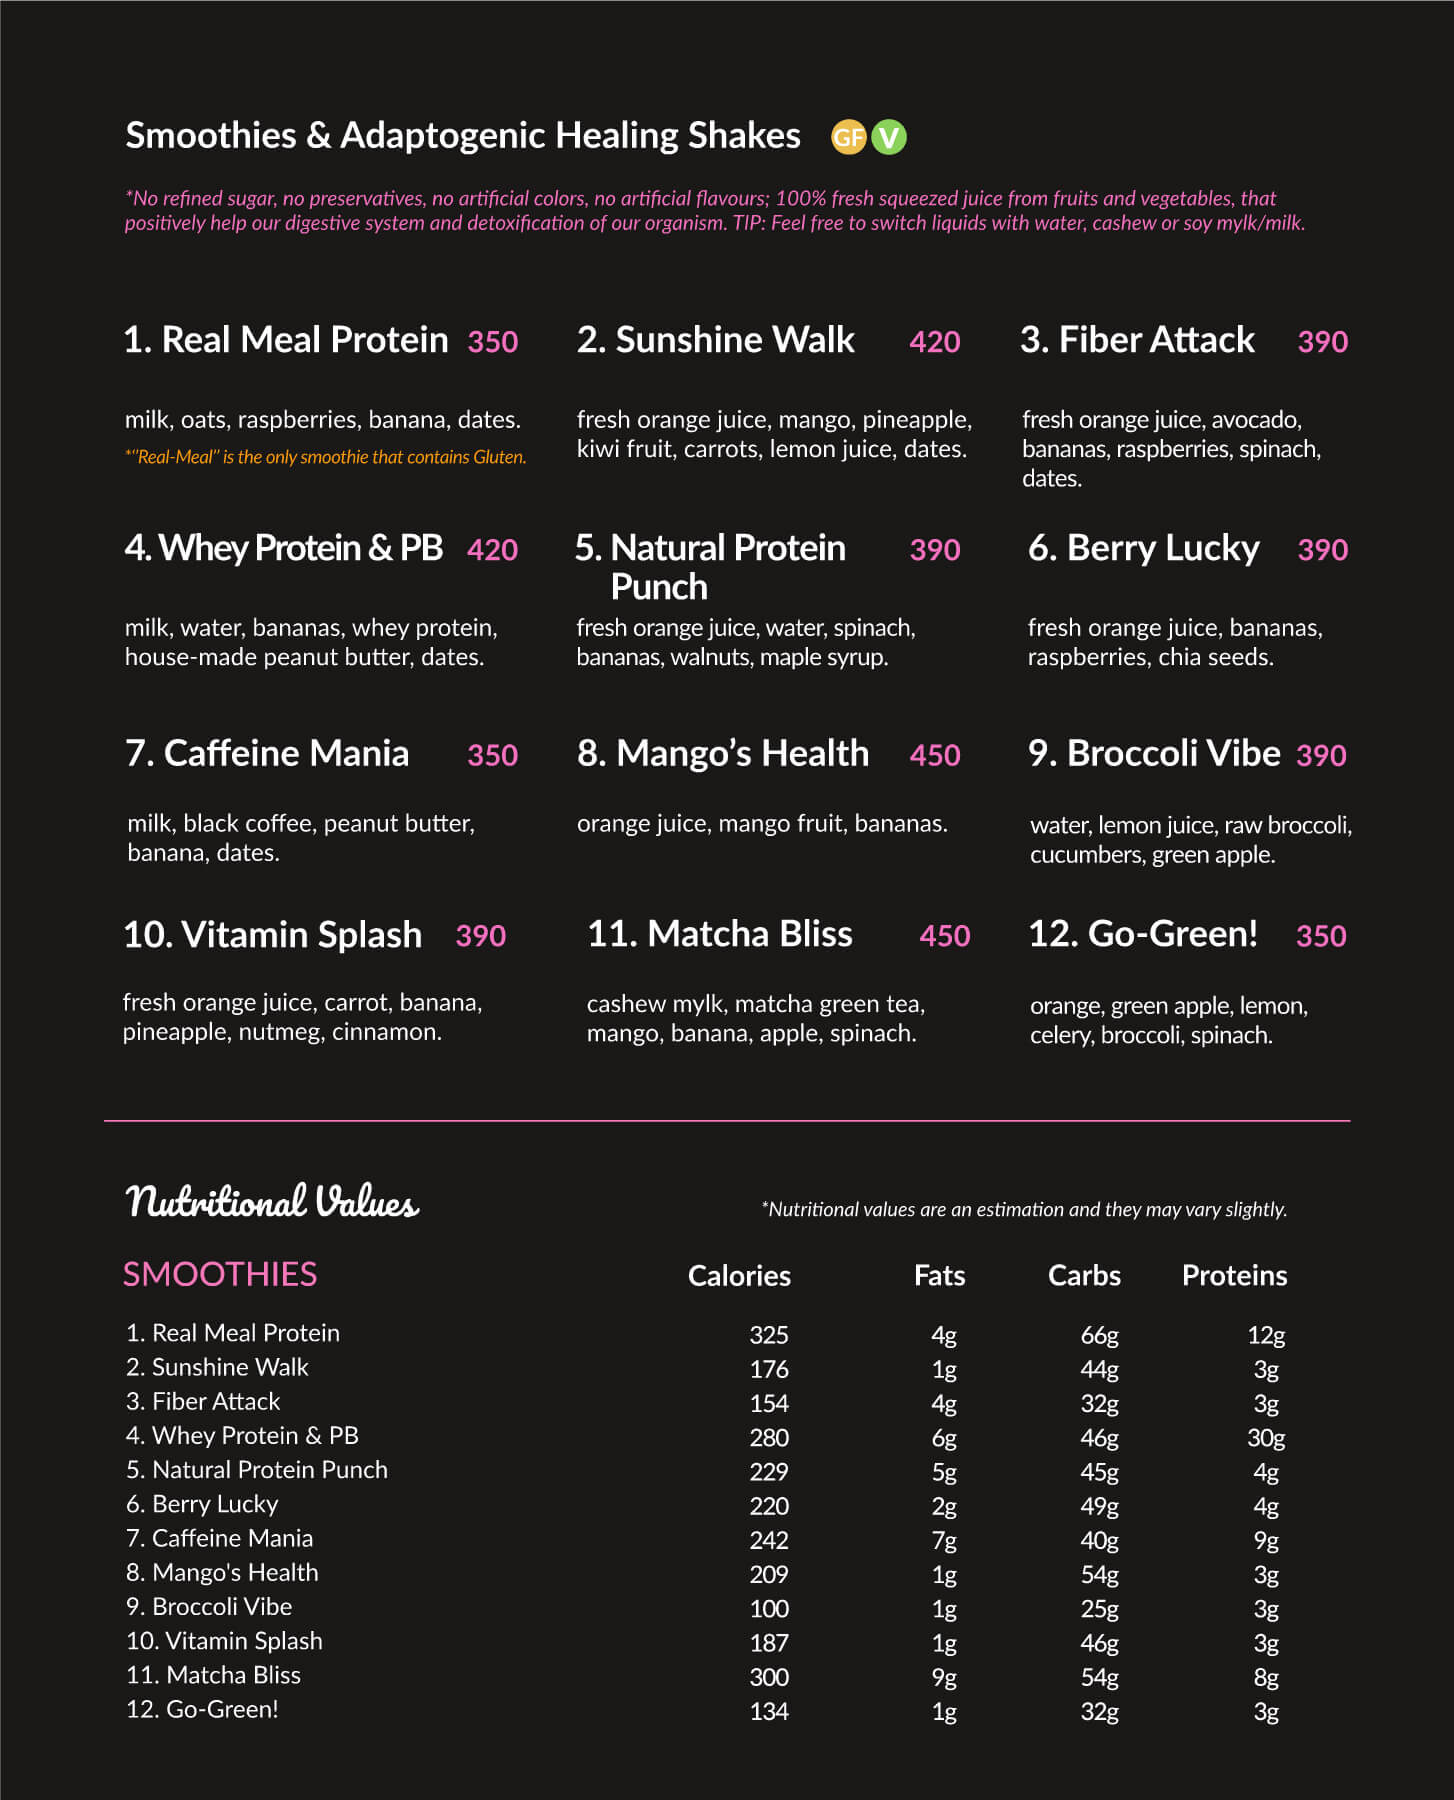 Smoothies & Adaptogenic Healing Shakes GF V
*No refined sugar, no preservatives, no artificial colors, no artificial flavours; 100% fresh squeezed juice from fruits and vegetables, that
positively help our digestive system and detoxification of our organism. TIP: Feel free to switch liquids with water, cashew or soy mylk/milk.
1. Real Meal Protein 350
milk, oats, raspberries, banana, dates.
*"Real-Meal" is the only smoothie that contains Gluten.
2. Sunshine Walk 420
fresh orange juice, mango, pineapple,
kiwi fruit, carrots, lemon juice, dates.
3. Fiber Attack 390
fresh orange juice, avocado,
bananas, raspberries, spinach,
dates.
4. Whey Protein & PB 420
milk, water, bananas, whey protein,
house-made peanut butter, dates.
5. Natural Protein 390
Punch
fresh orange juice, water, spinach,
bananas, walnuts, maple syrup.
6. Berry Lucky 390
fresh orange juice, bananas,
raspberries, chia seeds.
7. Caffeine Mania 350
milk, black coffee, peanut butter,
banana, dates.
8. Mango’s Health 450
orange juice, mango fruit, bananas.
9. Broccoli Vibe 390
water, lemon juice, raw broccoli,
cucumbers, green apple.
10. Vitamin Splash 390
fresh orange juice, carrot, banana,
pineapple, nutmeg, cinnamon.
11. Matcha Bliss 450
cashew mylk, matcha green tea,
mango, banana, apple, spinach.
12. Go-Green! 350
orange, green apple, lemon,
celery, broccoli, spinach.
Nutritional Values
*Nutritional values are an estimation and they may vary slightly.
SMOOTHIES Calories Fats Carbs Proteins
1. Real Meal Protein 325 4g 66g 12g
2. Sunshine Walk 176 1g 44g 3g
3. Fiber Attack 154 4g 32g 3g
4. Whey Protein & PB 280 6g 46g 30g
5. Natural Protein Punch 229 5g 45g 4g
6. Berry Lucky 220 2g 49g 4g
7. Caffeine Mania 242 7g 40g 9g
8. Mango's Health 209 1g 54g 3g
9. Broccoli Vibe 100 1g 25g 3g
10. Vitamin Splash 187 1g 46g 3g
11. Matcha Bliss 300 9g 54g 8g
12. Go-Green! 134 1g 32g 3g